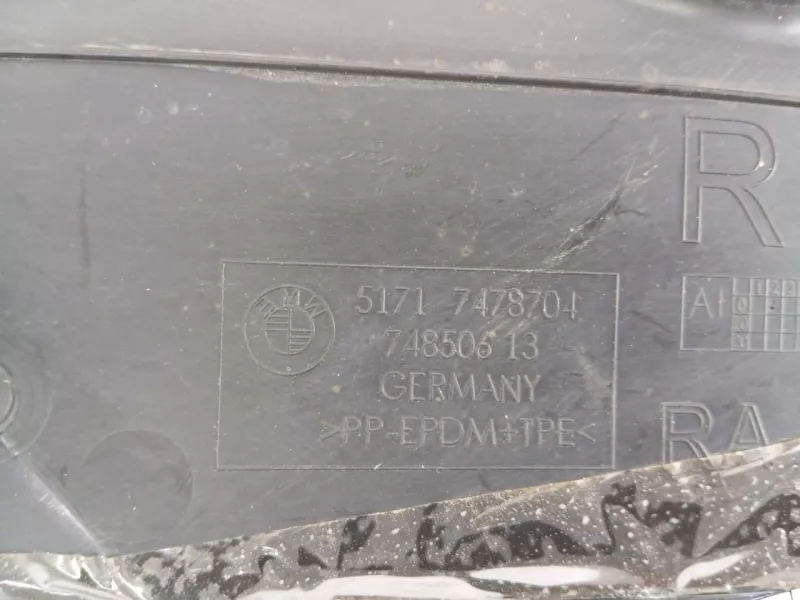 R
BMW
5171 7478704
748506 13
GERMANY
>PP-EPDM+TPE<
RA